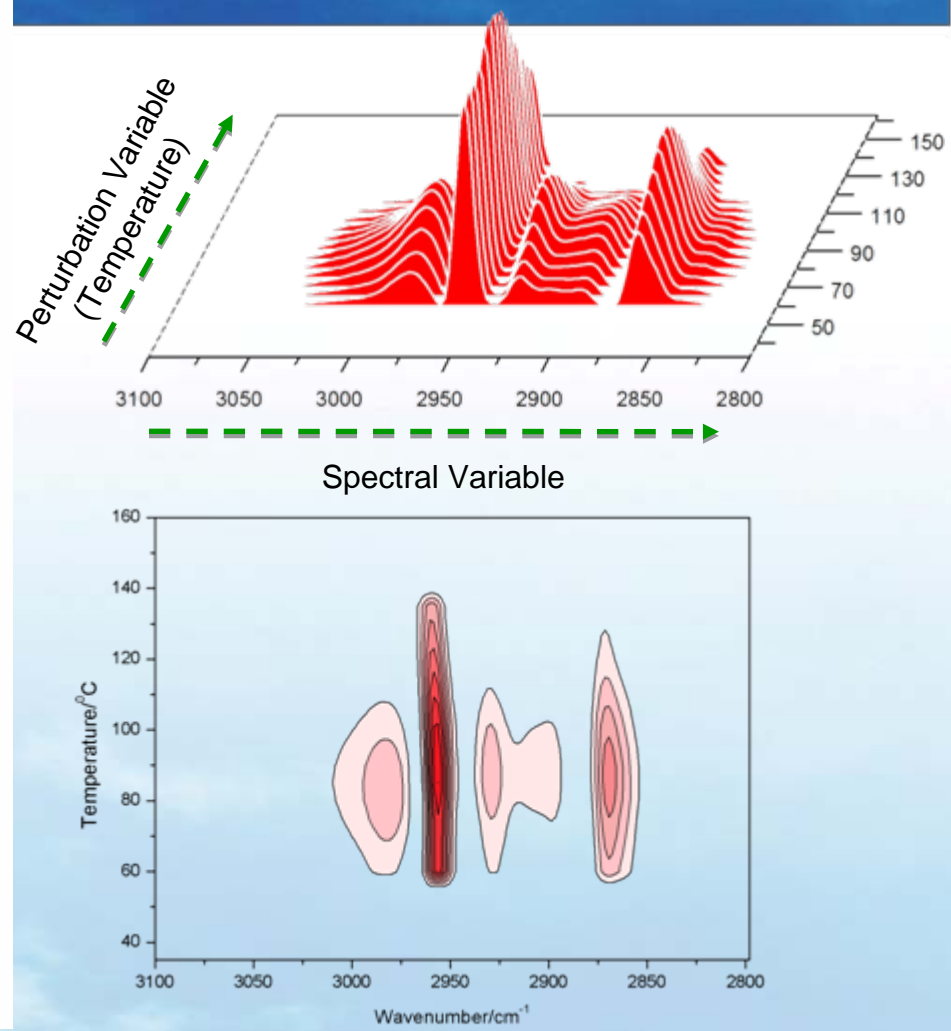 Perturbation Variable
(Temperature)
150
130
110
90
70
50
3100 3050 3000 2950 2900 2850 2800
Spectral Variable
160
140
120
100
80
60
40
Temperature/⁰C
3100 3050 3000 2950 2900 2850 2800
Wavenumber/cm⁻¹